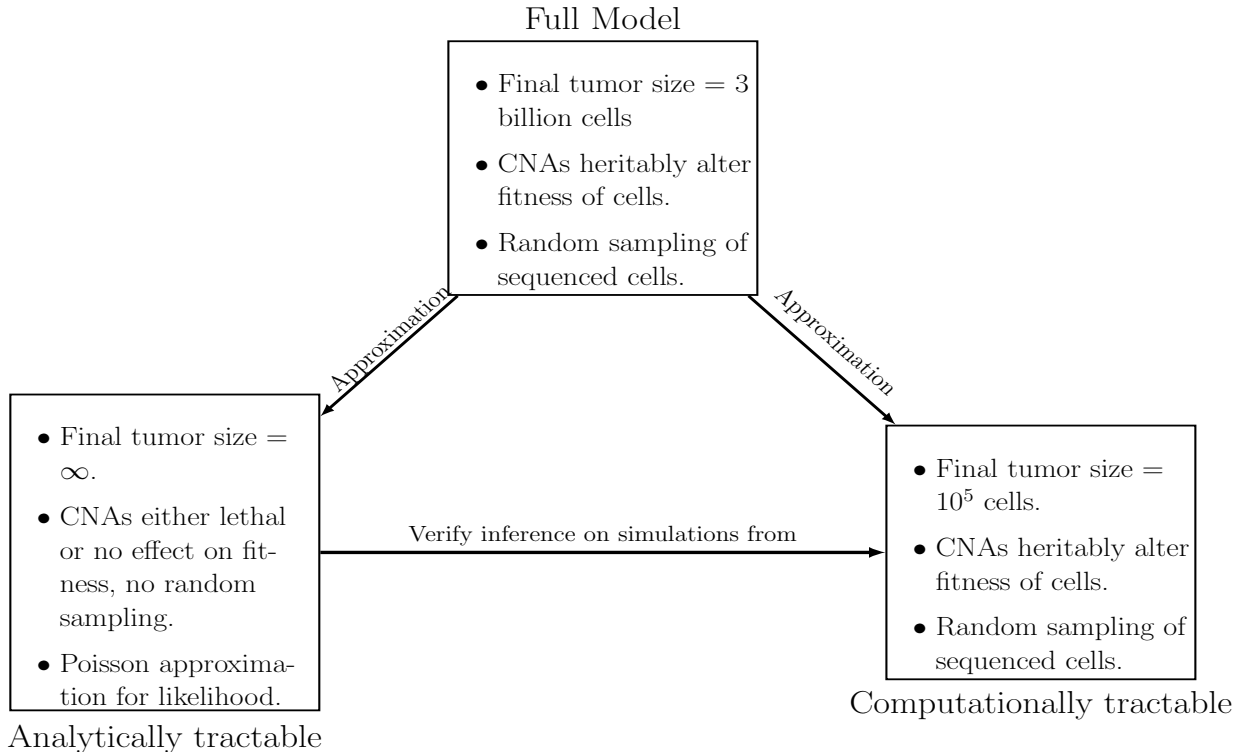 Full Model
• Final tumor size = 3
billion cells
• CNAs heritably alter
fitness of cells.
• Random sampling of
sequenced cells.
Approximation
Approximation
• Final tumor size =
∞.
• CNAs either lethal
or no effect on fit-
ness, no random
sampling.
• Poisson approxima-
tion for likelihood.
Analytically tractable
Verify inference on simulations from
• Final tumor size =
10⁵ cells.
• CNAs heritably alter
fitness of cells.
• Random sampling of
sequenced cells.
Computationally tractable